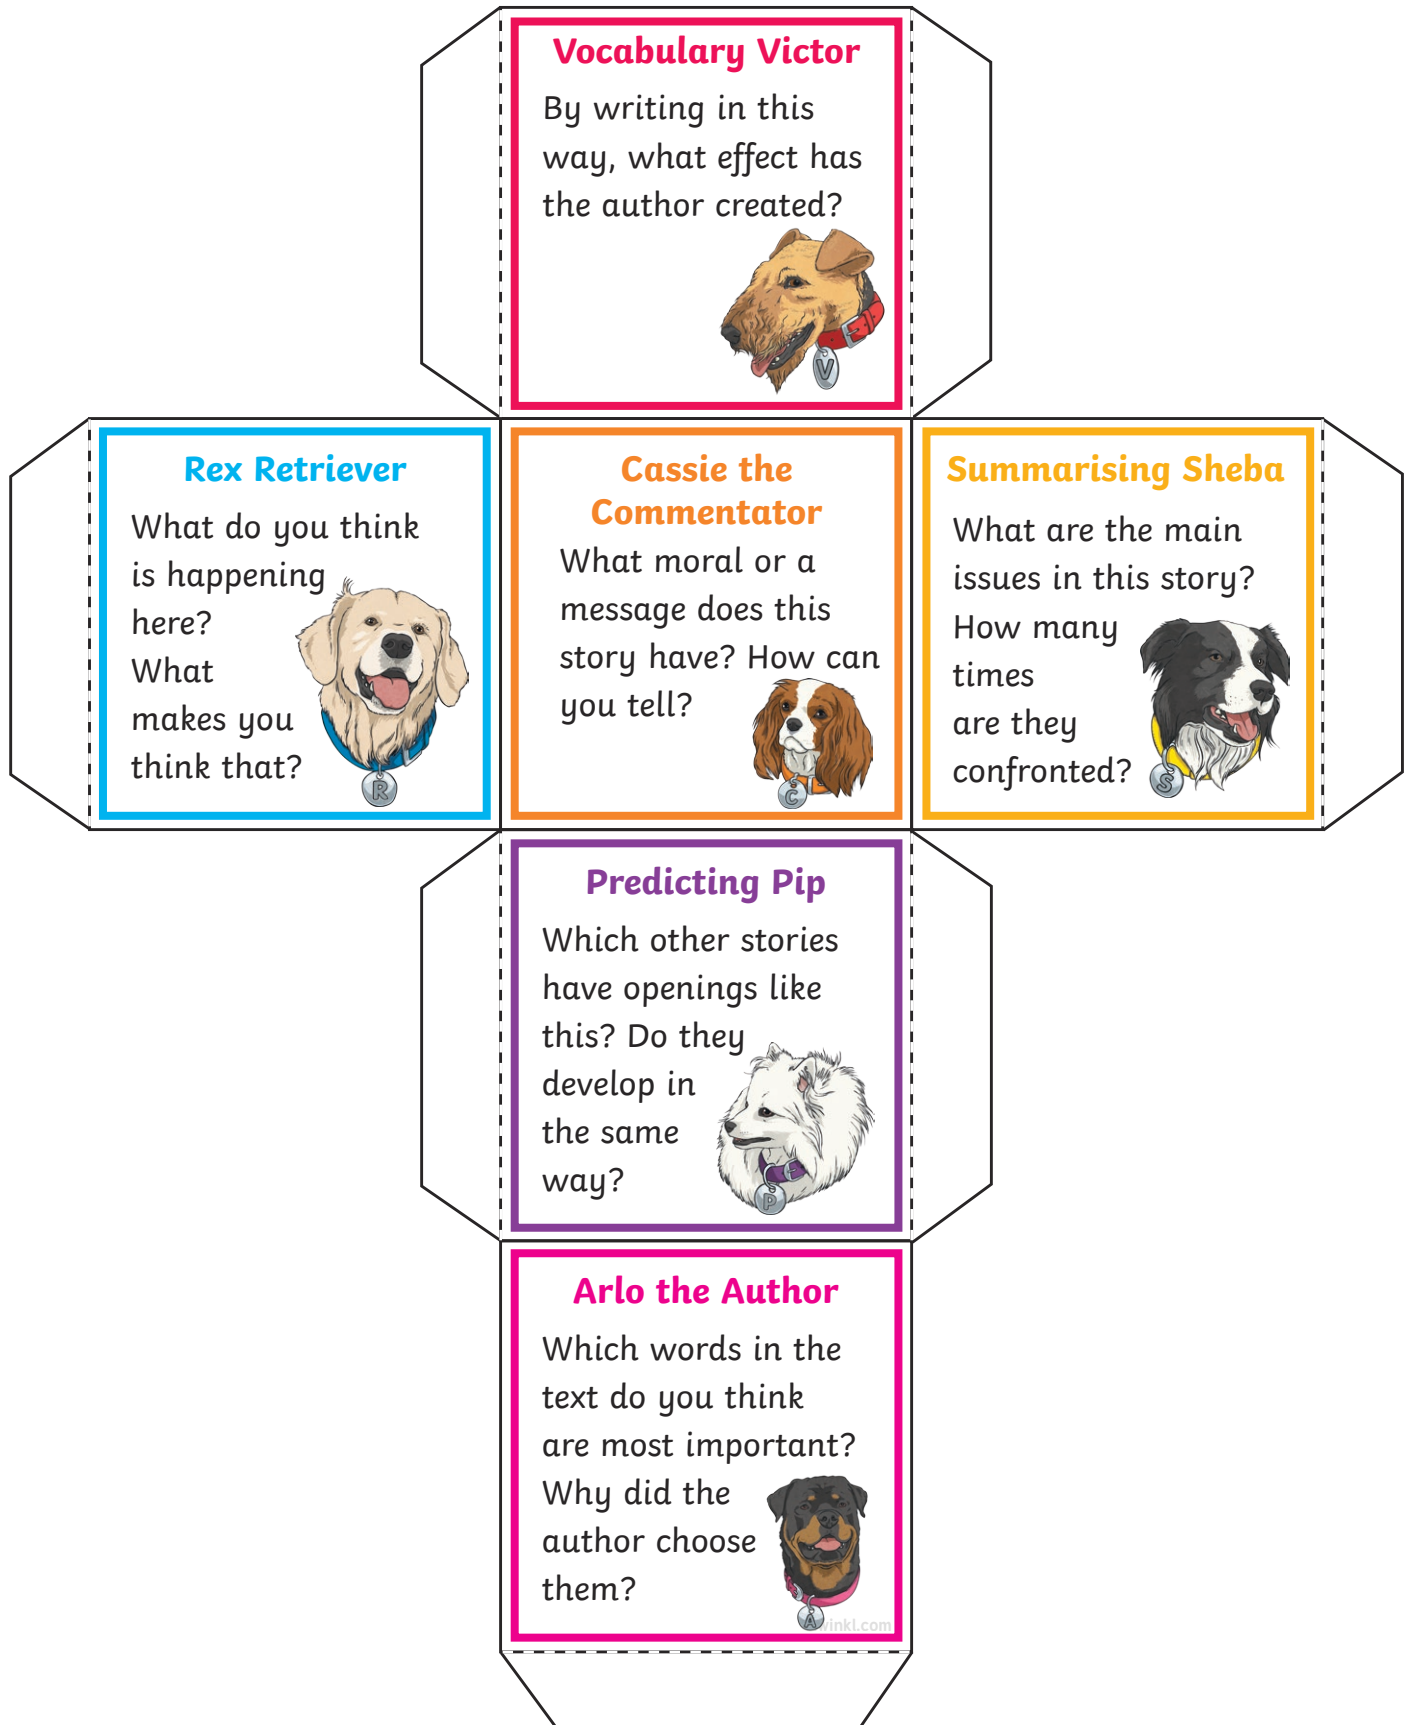 Vocabulary Victor
By writing in this
way, what effect has
the author created?
V
Rex Retriever
What do you think
is happening
here?
What
makes you
think that?
R
Cassie the
Commentator
What moral or a
message does this
story have? How can
you tell?
C
Summarising Sheba
What are the main
issues in this story?
How many
times
are they
confronted?
S
Predicting Pip
Which other stories
have openings like
this? Do they
develop in
the same
way?
P
Arlo the Author
Which words in the
text do you think
are most important?
Why did the
author choose
them?
A
winkl.com